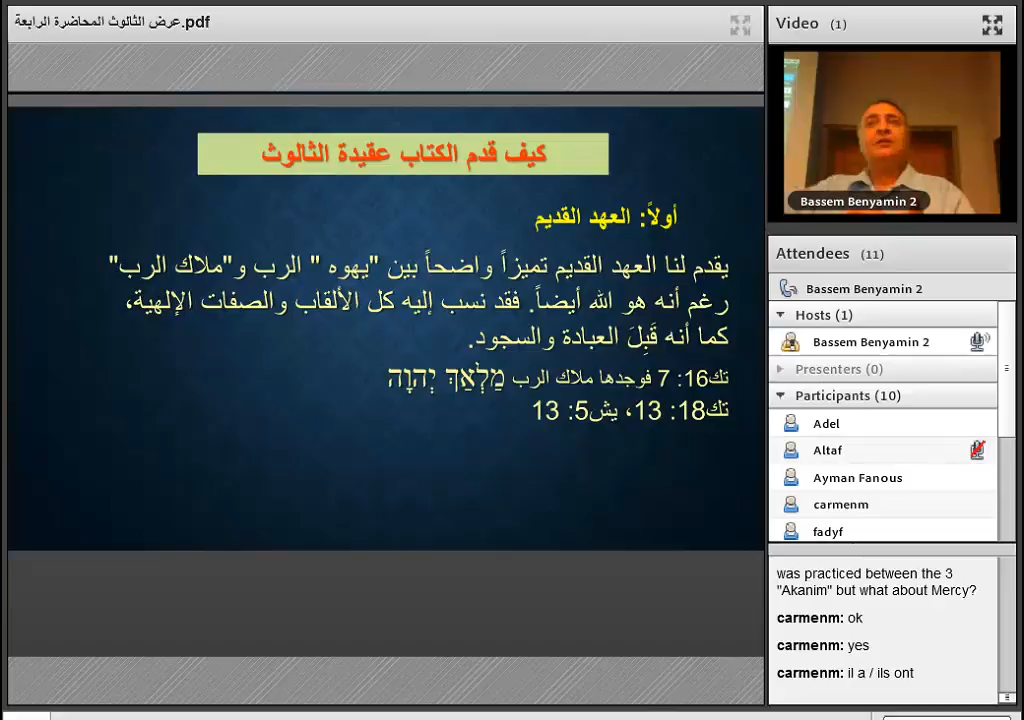 عرض الثالوث المحاضرة الرابعة.pdf
كيف قدم الكتاب عقيدة الثالوث
أولاً: العهد القديم
يقدم لنا العهد القديم تميزاً واضحاً بين "يهوه " الرب و"ملاك الرب"
رغم أنه هو الله أيضاً. فقد نسب إليه كل الألقاب والصفات الإلهية،
كما أنه قَبِلَ العبادة والسجود.
تك16: 7 فوجدها ملاك الرب מַלְאַךְ יְהוָה
تك18: 13، يش5: 13
Video (1)
Bassem Benyamin 2
Attendees (11)
Bassem Benyamin 2
Hosts (1)
Bassem Benyamin 2
Presenters (0)
Participants (10)
Adel
Altaf
Ayman Fanous
carmenm
fadyf
was practiced between the 3
"Akanim" but what about Mercy?
carmenm: ok
carmenm: yes
carmenm: il a / ils ont